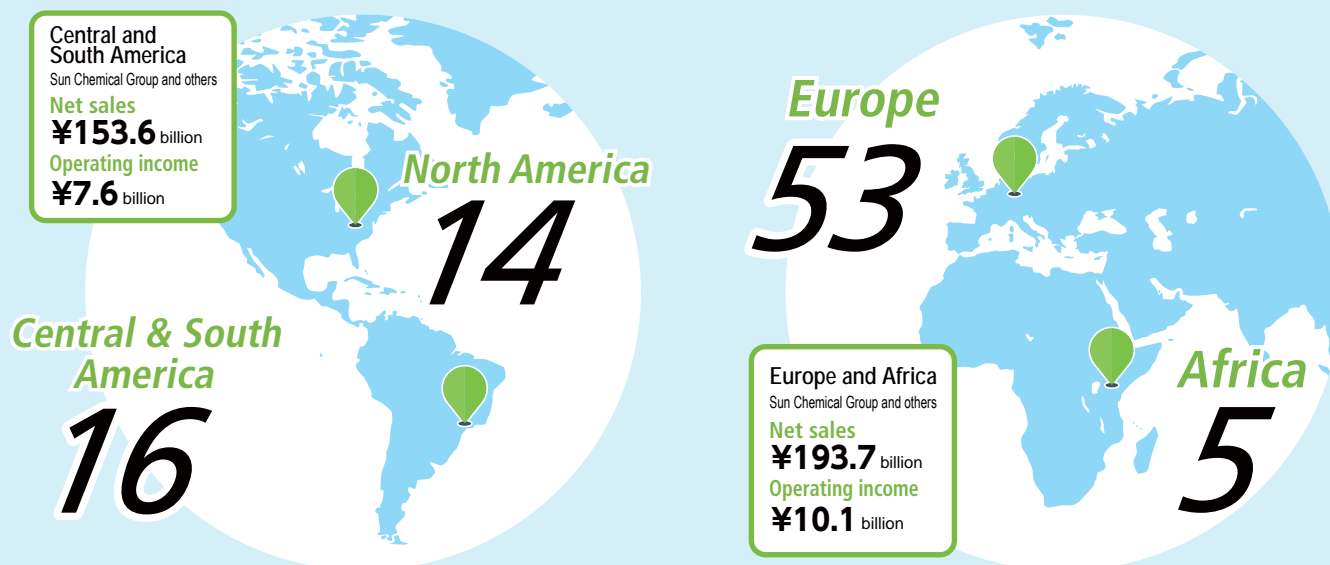 Central and
South America
Sun Chemical Group and others
Net sales
¥153.6 billion
Operating income
¥7.6 billion
North America
14
Central & South
America
16
Europe
53
Europe and Africa
Sun Chemical Group and others
Net sales
¥193.7 billion
Operating income
¥10.1 billion
Africa
5